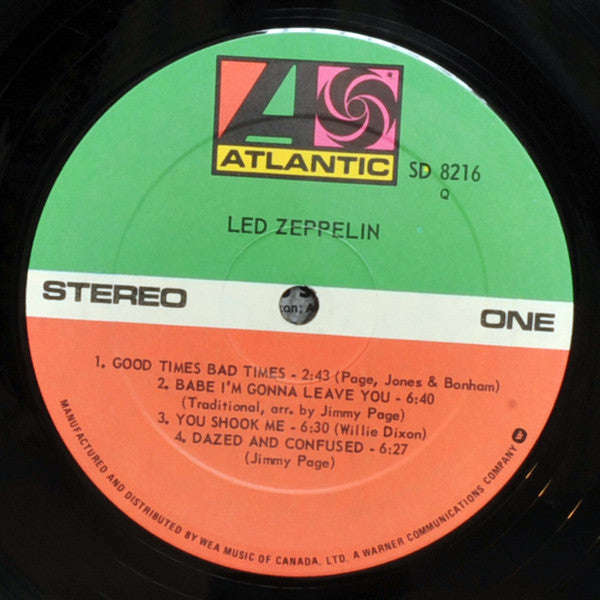 ATLANTIC
SD 8216
Q
LED ZEPPELIN
STEREO
ONE
1. GOOD TIMES BAD TIMES - 2:43 (Page, Jones & Bonham)
2. BABE I'M GONNA LEAVE YOU - 6:40
(Traditional, arr. by Jimmy Page)
3. YOU SHOOK ME - 6:30 (Willie Dixon)
4. DAZED AND CONFUSED - 6:27
(Jimmy Page)
MANUFACTURED AND DISTRIBUTED BY WEA MUSIC OF CANADA, LTD. A WARNER COMMUNICATIONS COMPANY